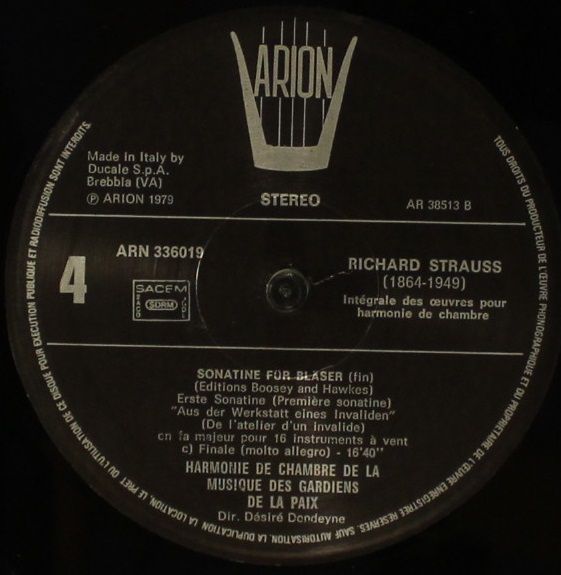 ARION
Made in Italy by
Ducale S.p.A.
Brebbia (VA)
Ⓟ ARION 1979
STEREO
AR 38513 B
4
ARN 336019
SACEM
SDRM
RICHARD STRAUSS
(1864-1949)
Intégrale des œuvres pour
harmonie de chambre
SONATINE FÜR BLÄSER (fin)
(Editions Boosey and Hawkes)
Erste Sonatine (Première sonatine)
"Aus der Werkstatt eines Invaliden"
(De l'atelier d'un Invalide)
en fa majeur pour 16 instruments à vent
c) Finale (molto allegro) - 16'40"
HARMONIE DE CHAMBRE DE LA
MUSIQUE DES GARDIENS
DE LA PAIX
Dir. Désiré Dondeyne
TOUS DROITS DU PRODUCTEUR DE L'ŒUVRE PHONOGRAPHIQUE ET DU PROPRIÉTAIRE DE L'ŒUVRE ENREGISTRÉE RESERVES. SAUF AUTORISATION, LA DUPLICATION, LA LOCATION, LE PRET OU L'UTILISATION DE CE DISQUE POUR EXECUTION PUBLIQUE ET RADIODIFFUSION SONT INTERDITS.